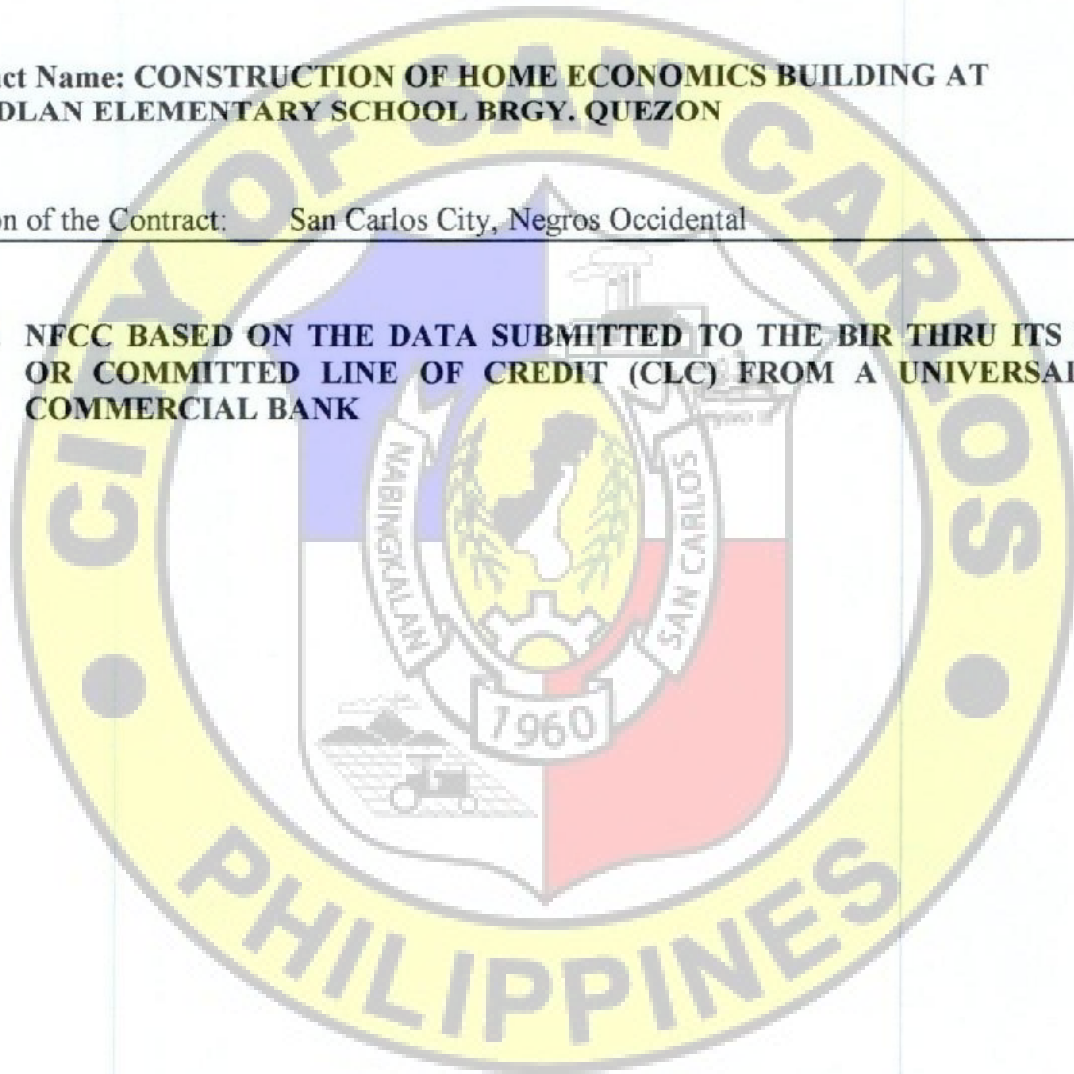 act Name: CONSTRUCTION OF HOME ECONOMICS BUILDING AT
DLAN ELEMENTARY SCHOOL BRGY. QUEZON
on of the Contract: San Carlos City, Negros Occidental
NFCC BASED ON THE DATA SUBMITTED TO THE BIR THRU ITS
OR COMMITTED LINE OF CREDIT (CLC) FROM A UNIVERSAL
COMMERCIAL BANK
CITY OF SAN CARLOS
NABINGKALAN
SAN CARLOS
1960
PHILIPPINES